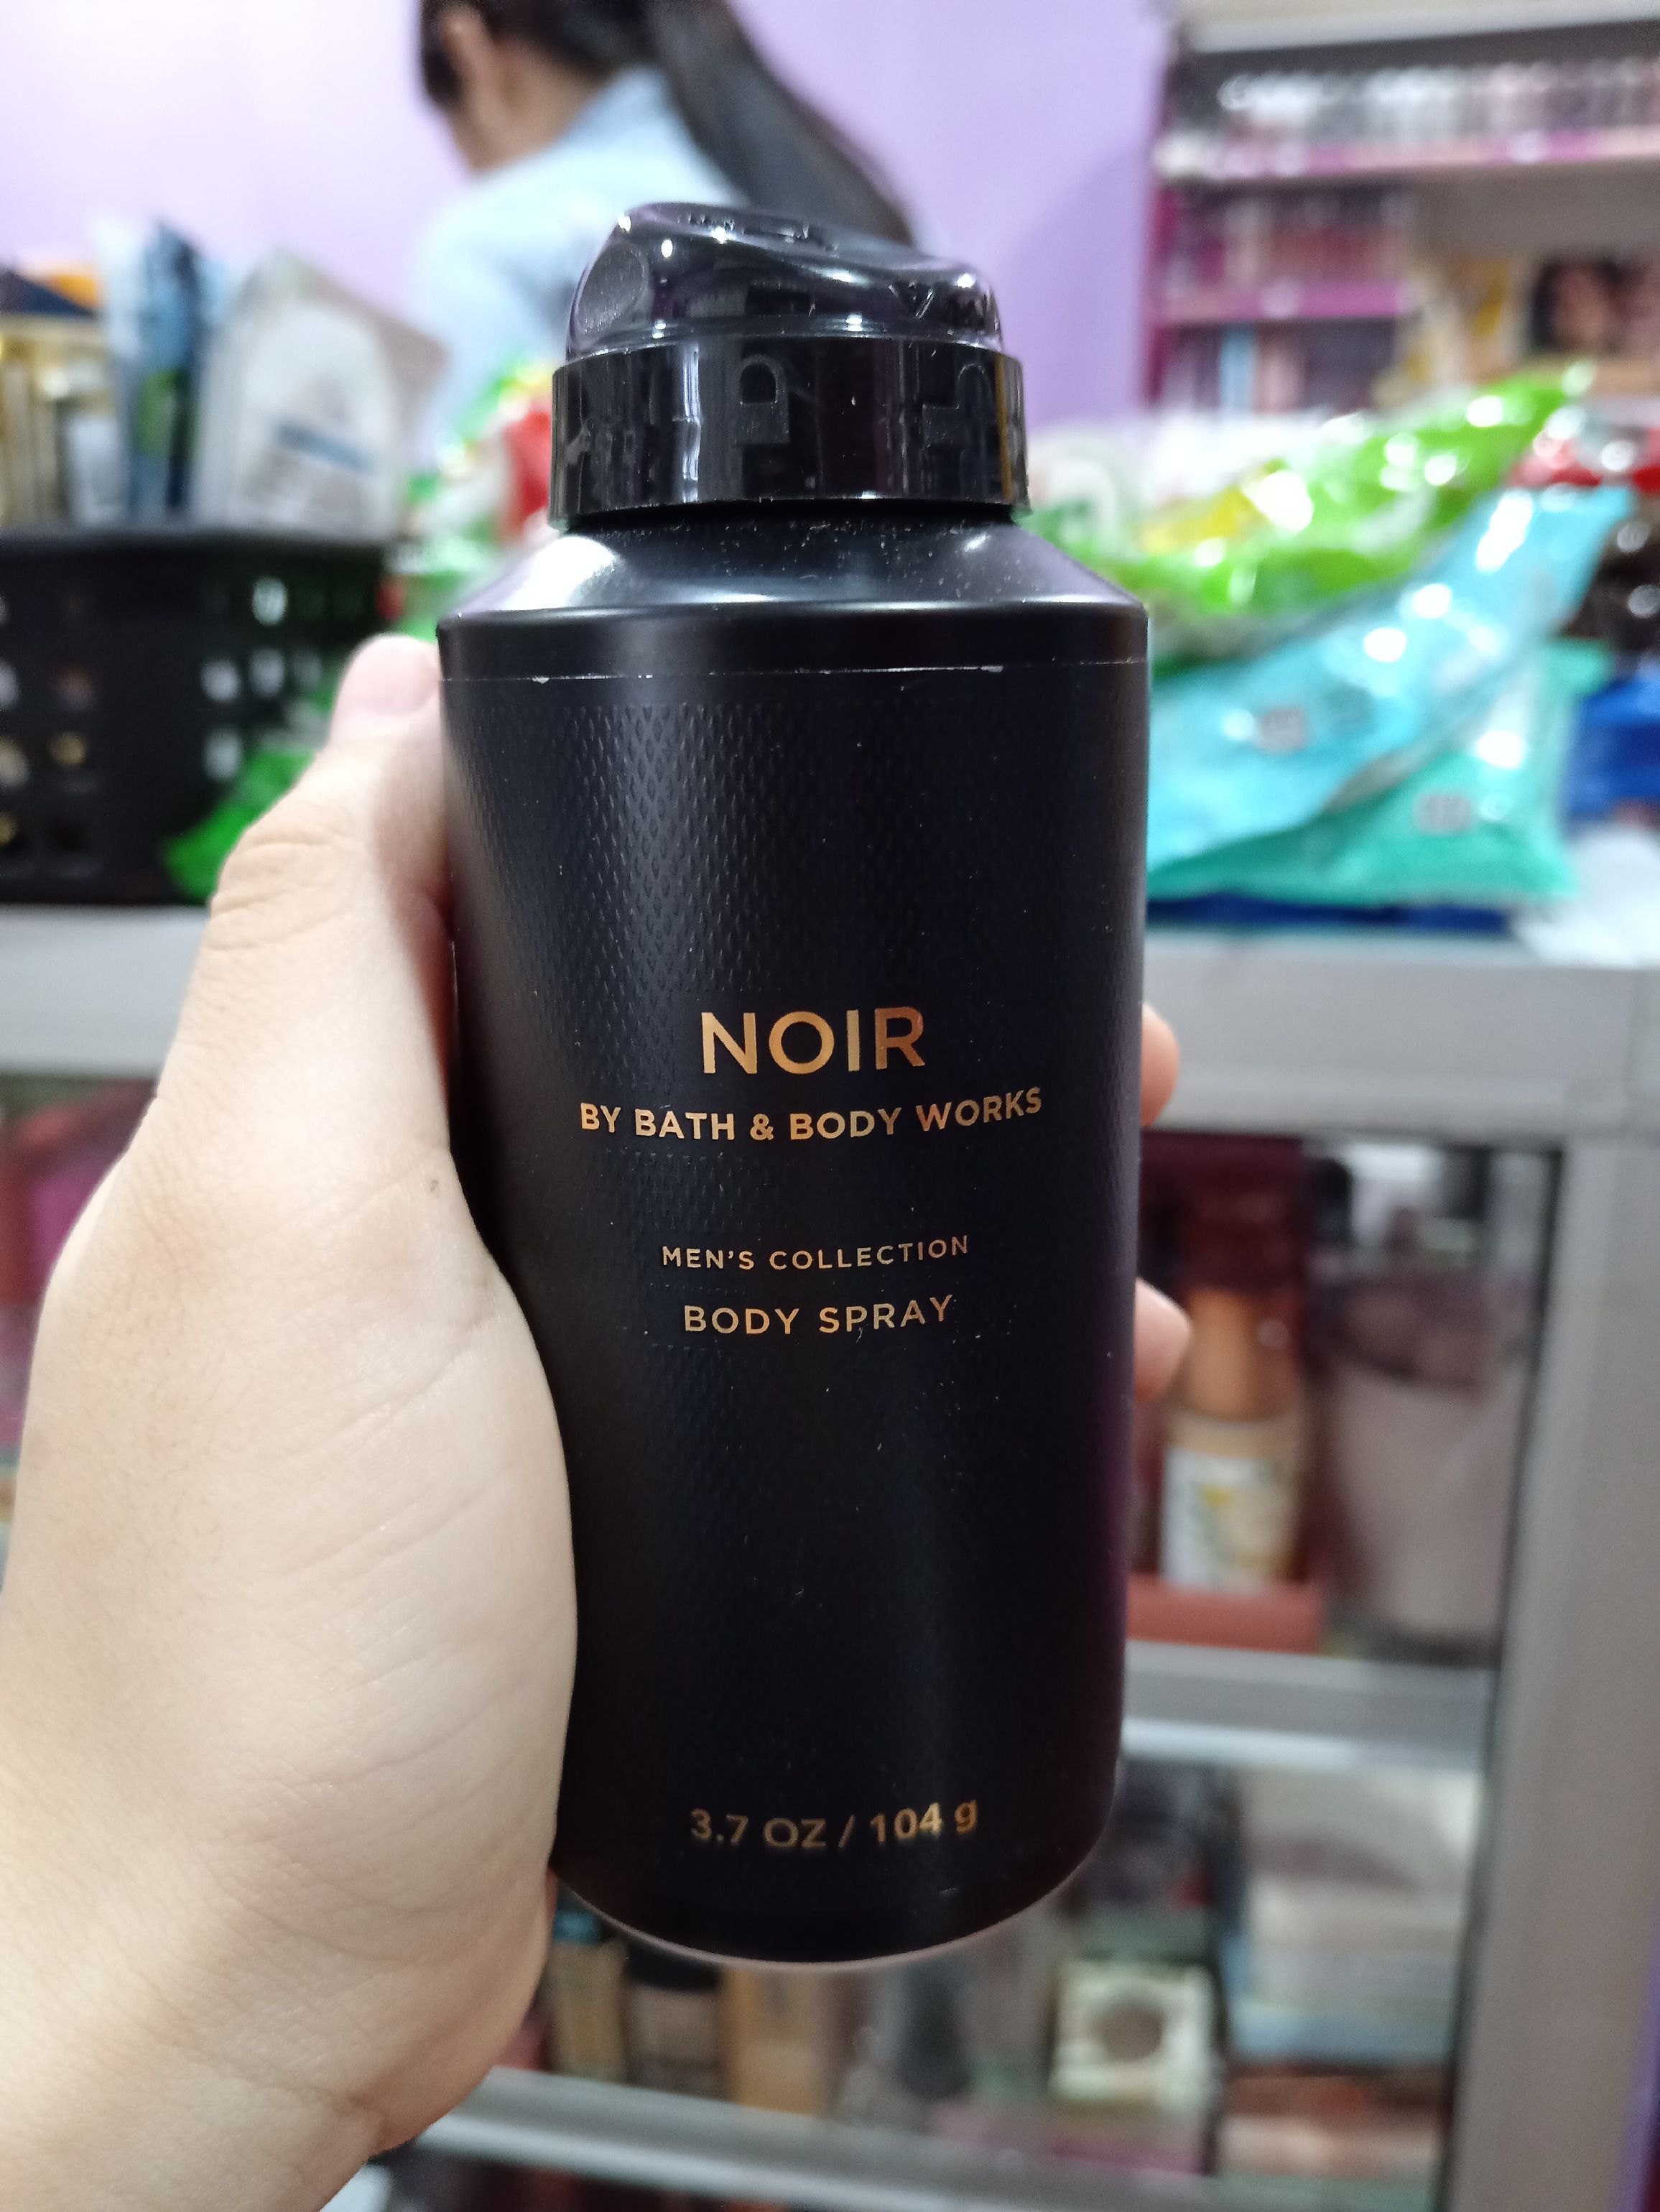 NOIR
BY BATH & BODY WORKS
MEN'S COLLECTION
BODY SPRAY
3.7 OZ / 104 g